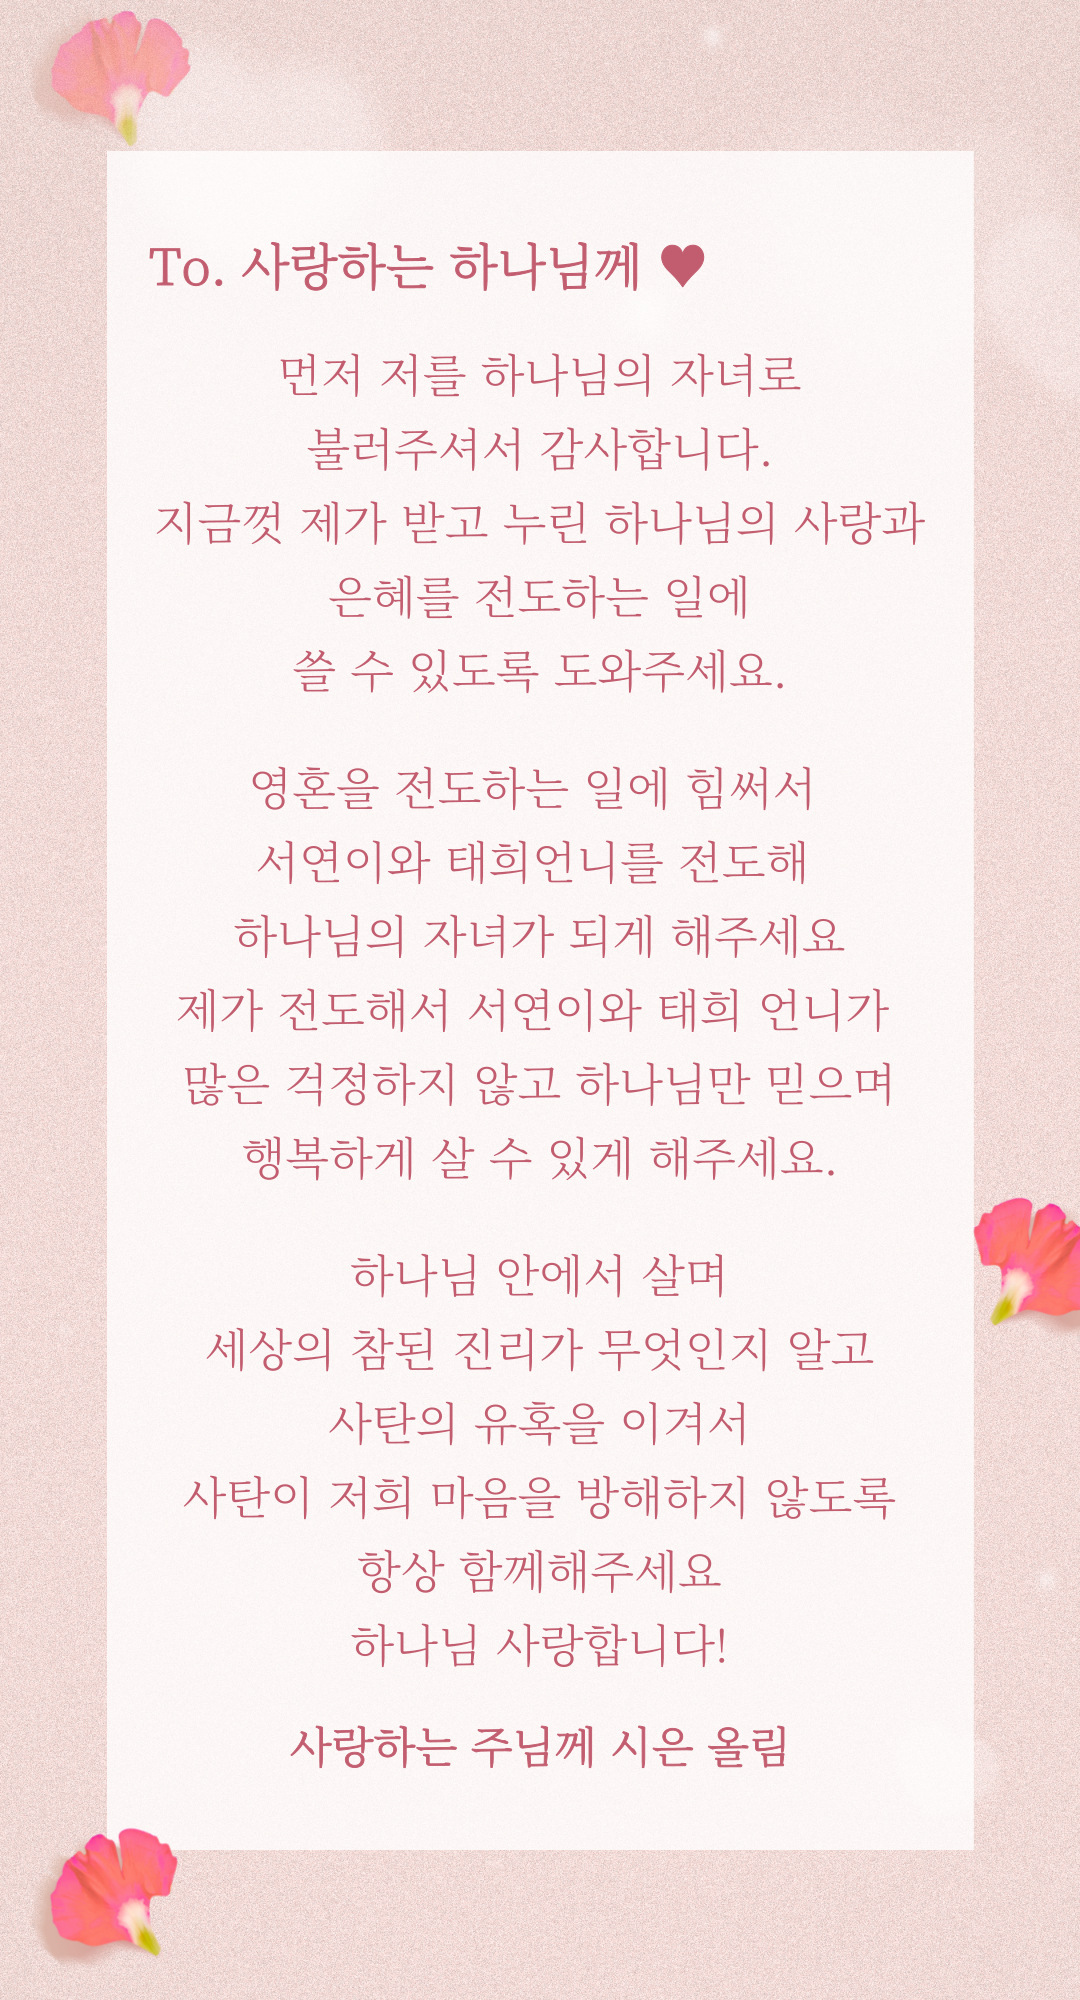 To. 사랑하는 하나님께 ♥
먼저 저를 하나님의 자녀로
불러주셔서 감사합니다.
지금껏 제가 받고 누린 하나님의 사랑과
은혜를 전도하는 일에
쓸 수 있도록 도와주세요.
영혼을 전도하는 일에 힘써서
서연이와 태희언니를 전도해
하나님의 자녀가 되게 해주세요
제가 전도해서 서연이와 태희 언니가
많은 걱정하지 않고 하나님만 믿으며
행복하게 살 수 있게 해주세요.
하나님 안에서 살며
세상의 참된 진리가 무엇인지 알고
사탄의 유혹을 이겨서
사탄이 저희 마음을 방해하지 않도록
항상 함께해주세요
하나님 사랑합니다!
사랑하는 주님께 시은 올림